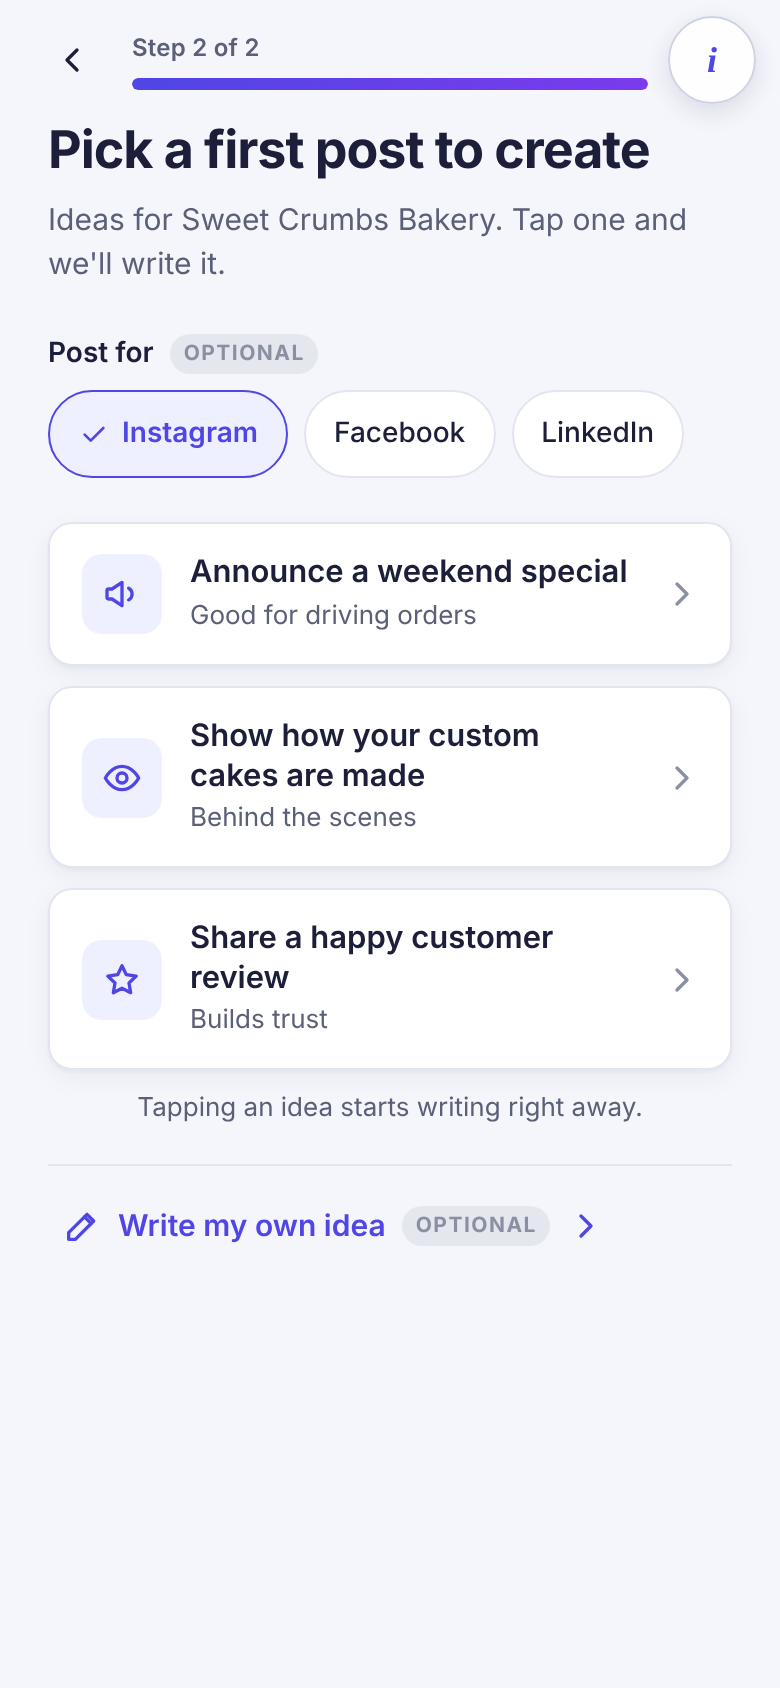 Step 2 of 2
i
Pick a first post to create
Ideas for Sweet Crumbs Bakery. Tap one and
we'll write it.
Post for OPTIONAL
Instagram Facebook LinkedIn
Announce a weekend special
Good for driving orders
Show how your custom
cakes are made
Behind the scenes
Share a happy customer
review
Builds trust
Tapping an idea starts writing right away.
Write my own idea OPTIONAL